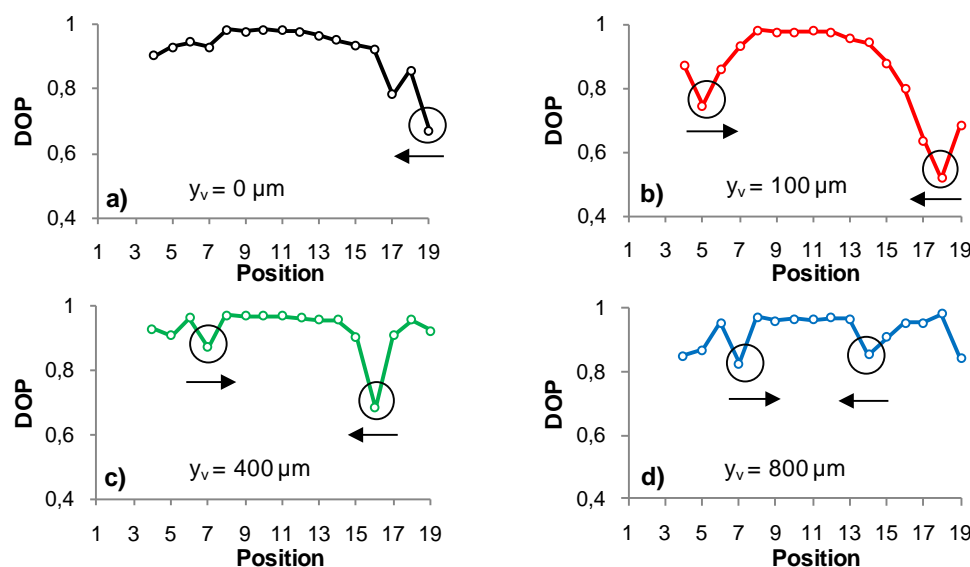 1
0,8
0,6
0,4
DOP
a)
y_v = 0 µm
1 3 5 7 9 11 13 15 17 19
Position
1
0,8
0,6
0,4
DOP
b)
y_v = 100 µm
1 3 5 7 9 11 13 15 17 19
Position
1
0,8
0,6
0,4
DOP
c)
y_v = 400 µm
1 3 5 7 9 11 13 15 17 19
Position
1
0,8
0,6
0,4
DOP
d)
y_v = 800 µm
1 3 5 7 9 11 13 15 17 19
Position